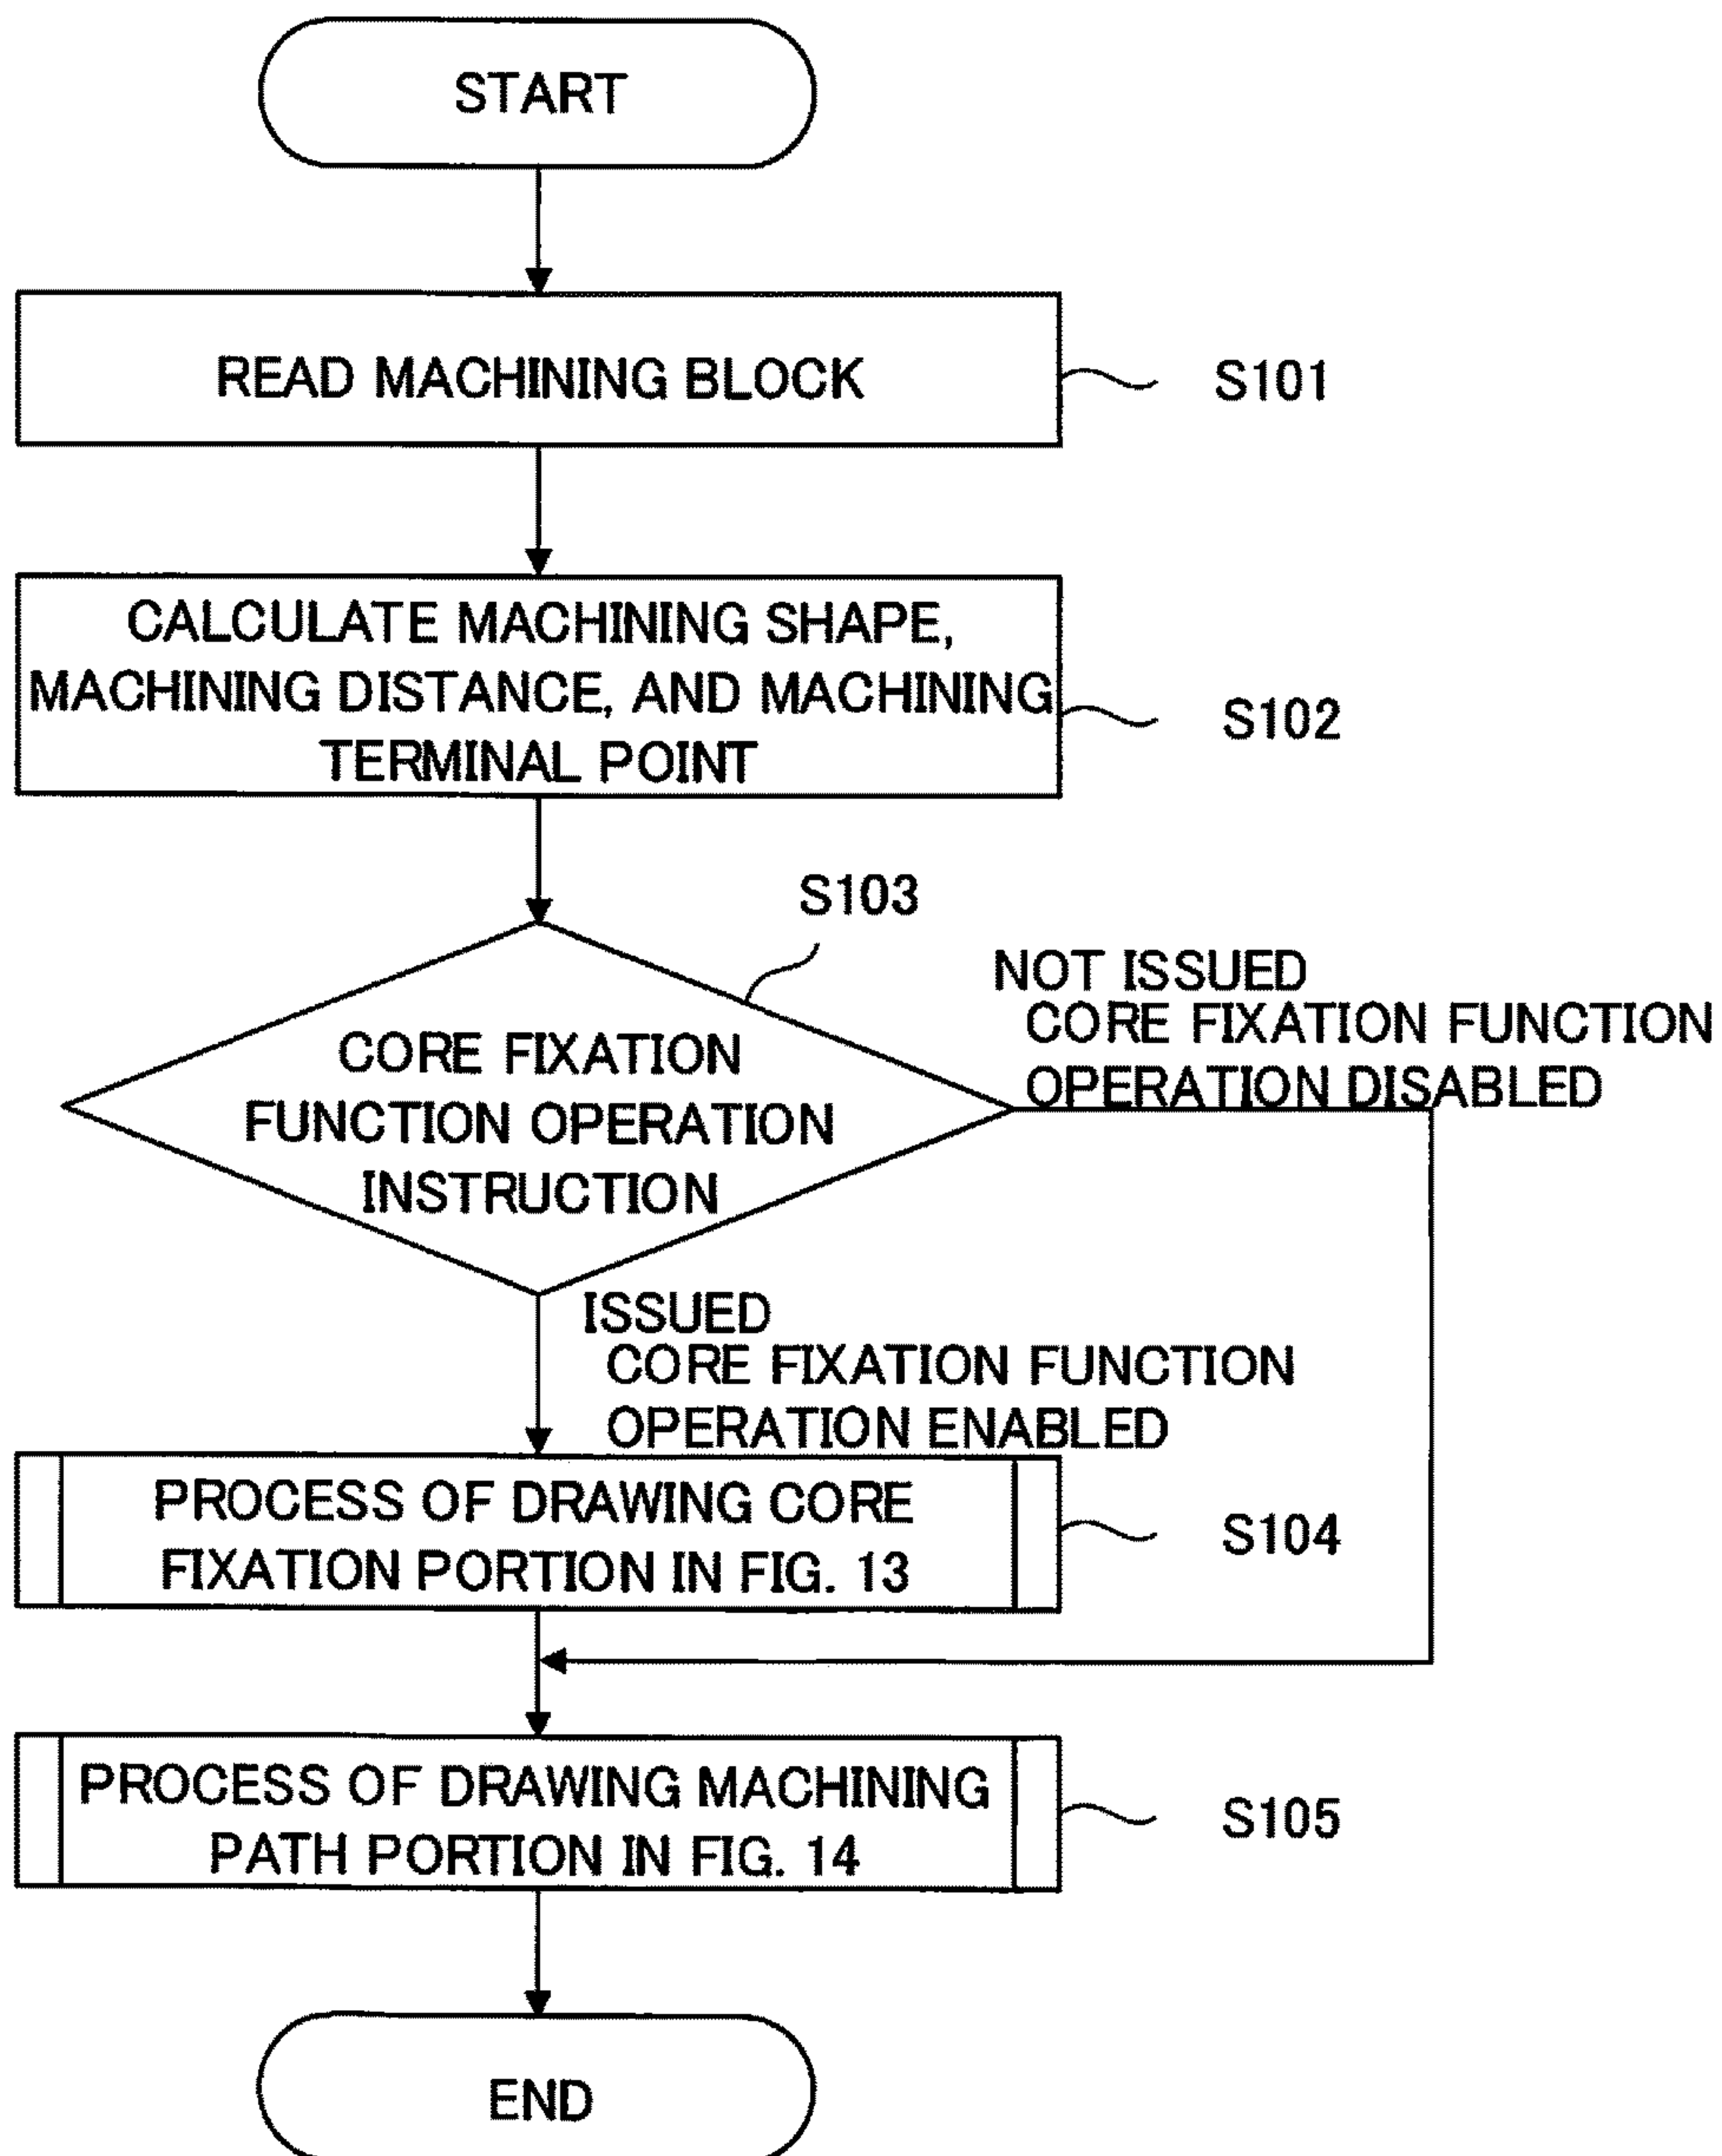 START
READ MACHINING BLOCK
S101
CALCULATE MACHINING SHAPE,
MACHINING DISTANCE, AND MACHINING
TERMINAL POINT
S102
S103
CORE FIXATION
FUNCTION OPERATION
INSTRUCTION
NOT ISSUED
CORE FIXATION FUNCTION
OPERATION DISABLED
ISSUED
CORE FIXATION FUNCTION
OPERATION ENABLED
PROCESS OF DRAWING CORE
FIXATION PORTION IN FIG. 13
S104
PROCESS OF DRAWING MACHINING
PATH PORTION IN FIG. 14
S105
END